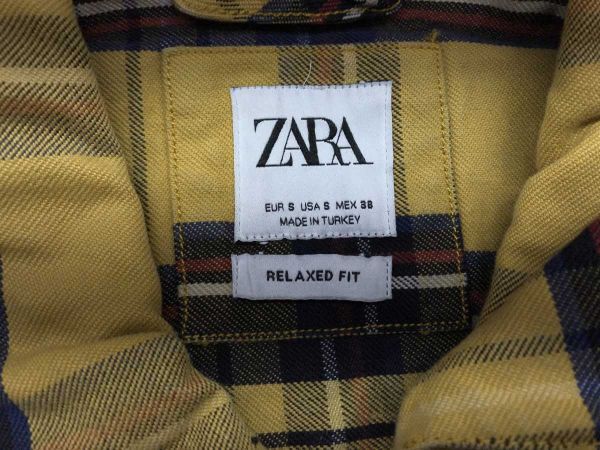 ZARA
EUR S USA S MEX 38
MADE IN TURKEY
RELAXED FIT